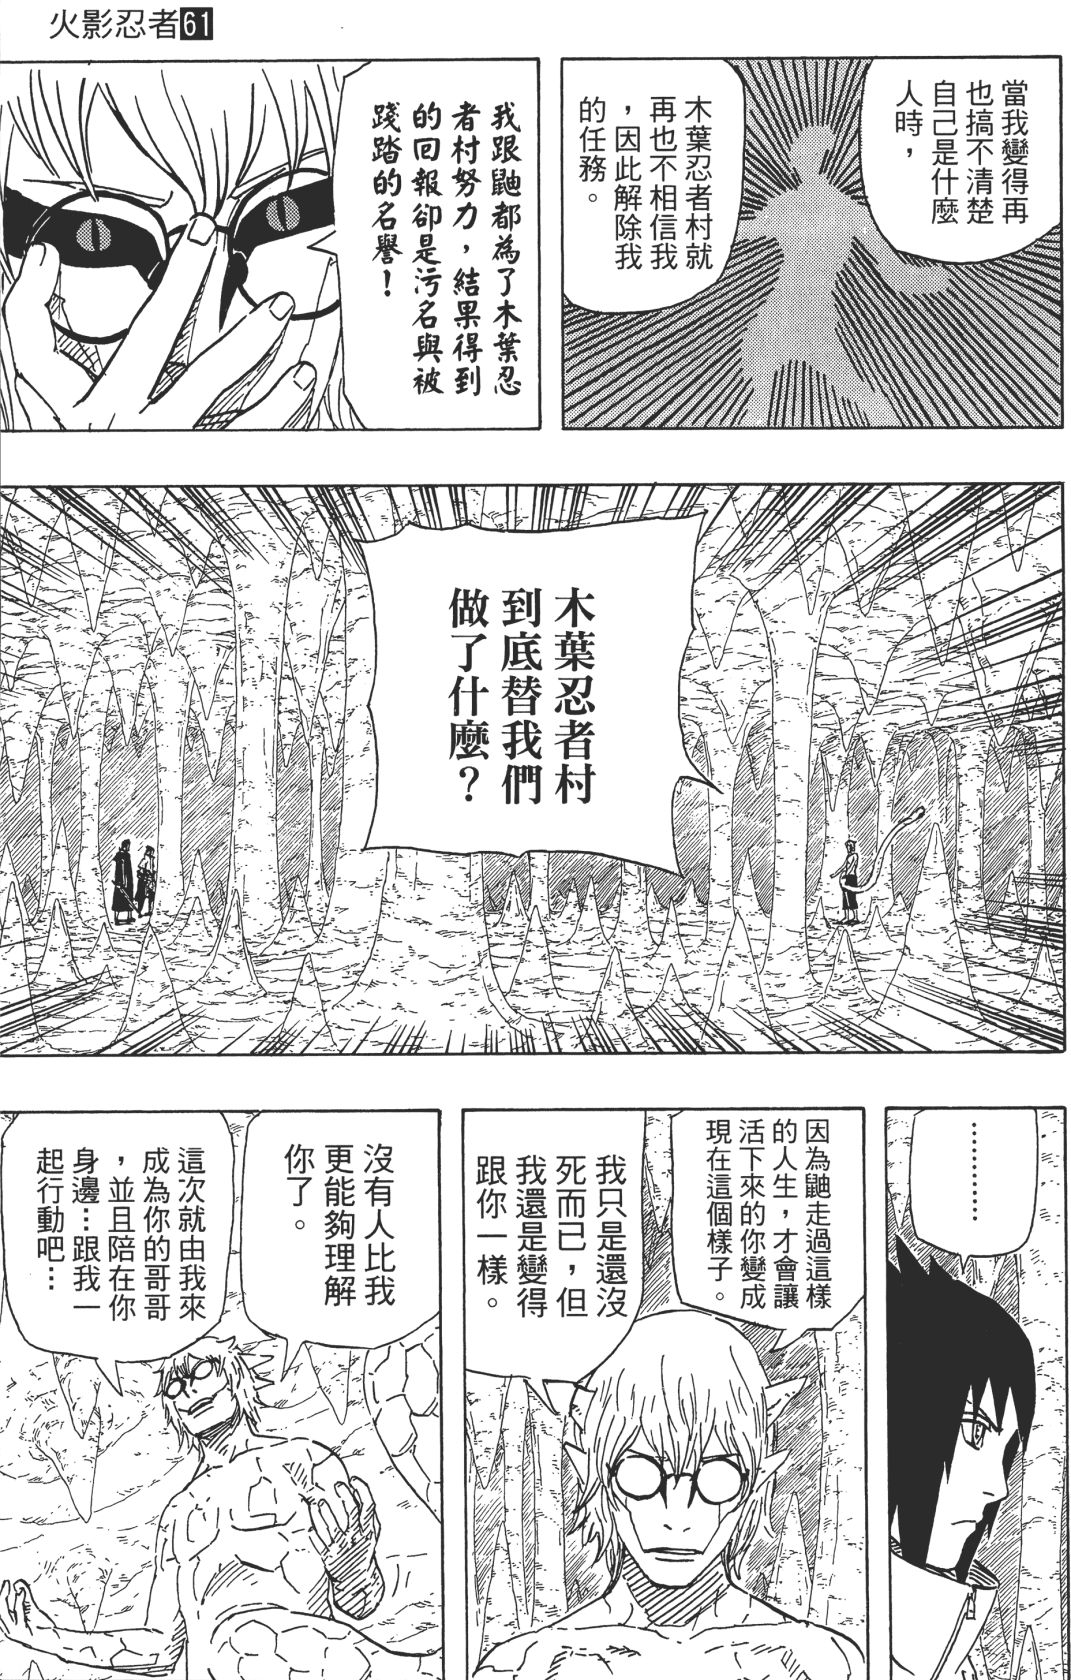 火影忍者61
當我變得再
也搞不清楚
自己是什麼
人時，
木葉忍者村就
再也不相信我
，因此解除我
的任務。
我跟鼬都為了木葉忍
者村努力，結果得到
的回報卻是污名與被
踐踏的名譽！
木葉忍者村
到底替我們
做了什麼？
…………
因為鼬走過這樣
的人生，才會讓
活下來的你變成
現在這個樣子。
我只是還沒
死而已，但
我還是變得
跟你一樣。
沒有人比我
更能夠理解
你了。
這次就由我來
成為你的哥哥
，並且陪在你
身邊…跟我一
起行動吧…